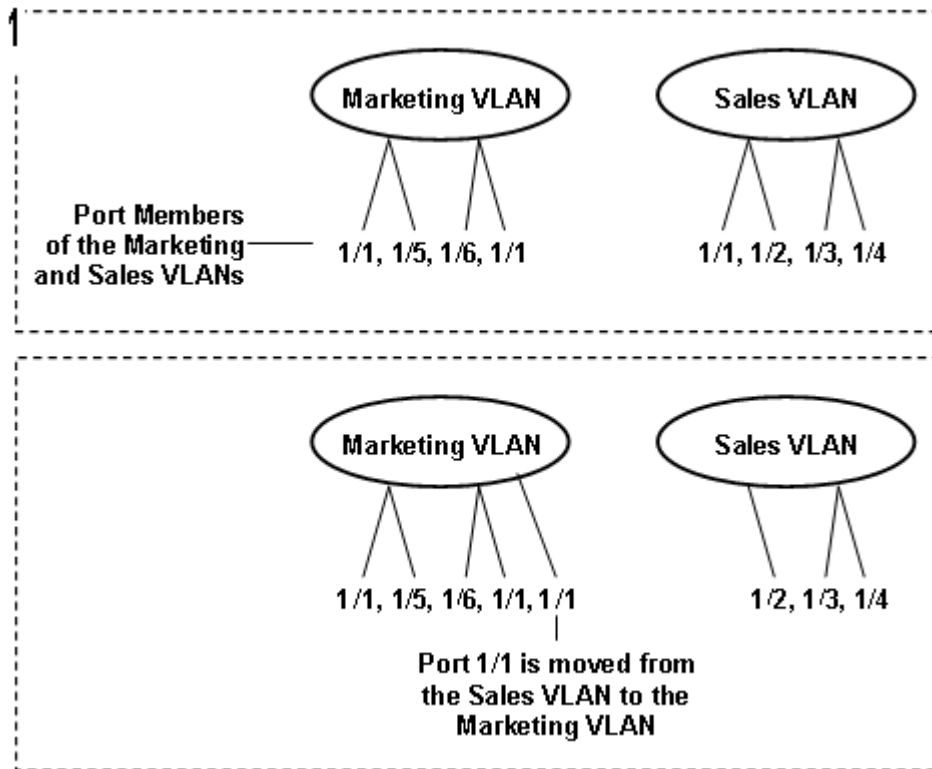 1
Marketing VLAN
Sales VLAN
Port Members
of the Marketing
and Sales VLANs
1/1, 1/5, 1/6, 1/1
1/1, 1/2, 1/3, 1/4
Marketing VLAN
Sales VLAN
1/1, 1/5, 1/6, 1/1, 1/1
1/2, 1/3, 1/4
Port 1/1 is moved from
the Sales VLAN to the
Marketing VLAN